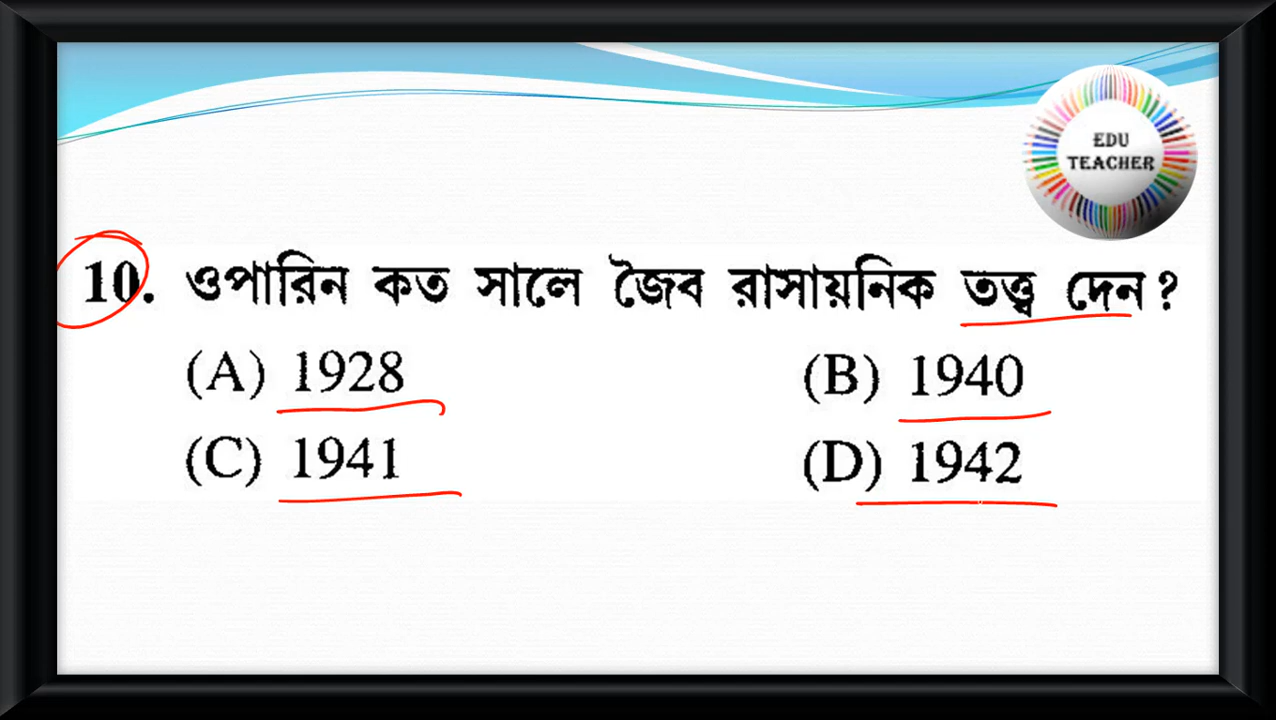 EDU
TEACHER
10. ওপারিন কত সালে জৈব রাসায়নিক তত্ত্ব দেন ?
(A) 1928 (B) 1940
(C) 1941 (D) 1942